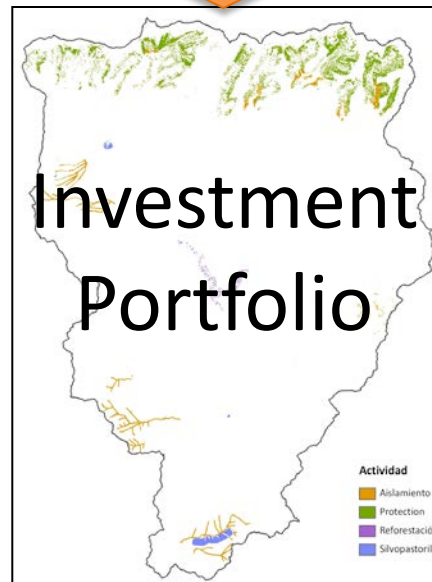 Investment
Portfolio
Actividad
Aislamiento
Protection
Reforestació
Silvopastoril